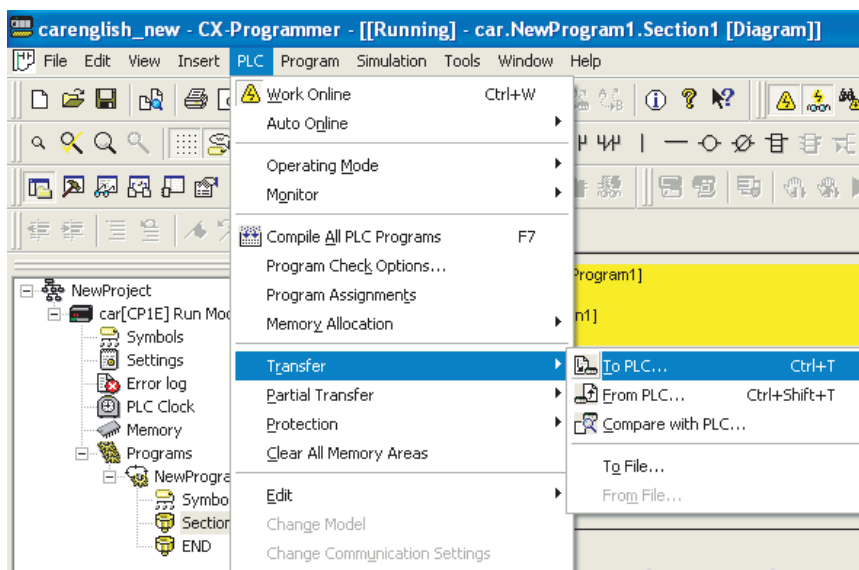 carenglish_new - CX-Programmer - [[Running] - car.NewProgram1.Section1 [Diagram]]
File Edit View Insert PLC Program Simulation Tools Window Help
Work Online Ctrl+W
Auto Online
Operating Mode
Monitor
Compile All PLC Programs F7
Program Check Options...
Program Assignments
Memory Allocation
Transfer
Partial Transfer
Protection
Clear All Memory Areas
Edit
Change Model
Change Communication Settings
To PLC... Ctrl+T
From PLC... Ctrl+Shift+T
Compare with PLC...
To File...
From File...
NewProject
car[CP1E] Run Mo
Symbols
Settings
Error log
PLC Clock
Memory
Programs
NewProgra
Symbo
Section
END
Program1]
n1]